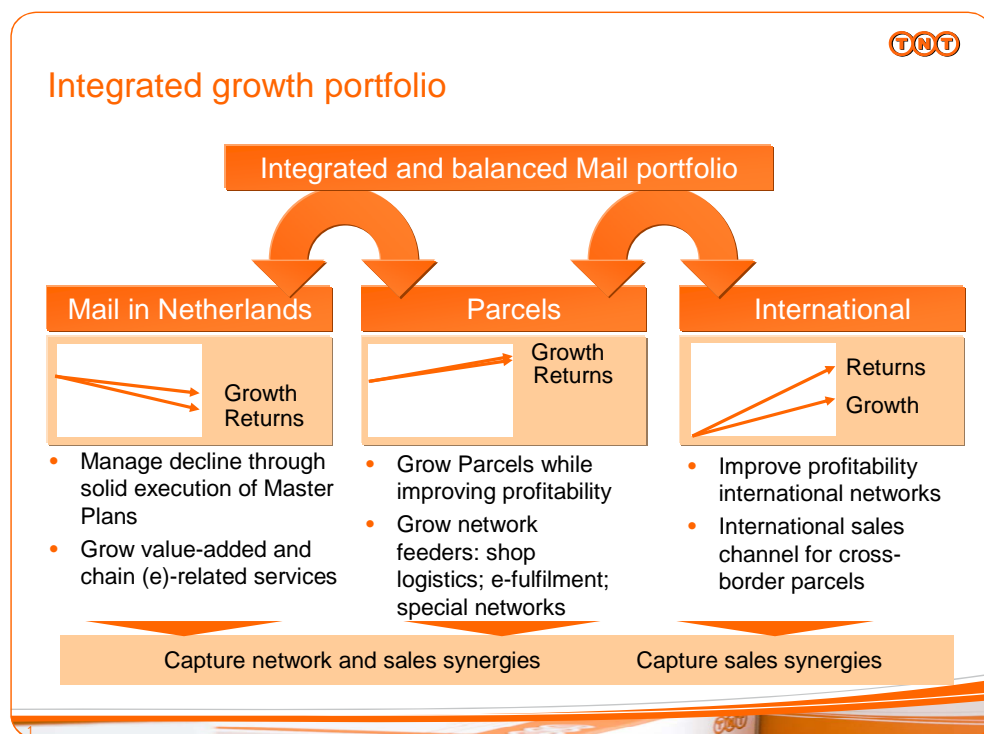 TNT
Integrated growth portfolio
Integrated and balanced Mail portfolio
Mail in Netherlands
Growth
Returns
• Manage decline through
solid execution of Master
Plans
• Grow value-added and
chain (e)-related services
Parcels
Growth
Returns
• Grow Parcels while
improving profitability
• Grow network
feeders: shop
logistics; e-fulfilment;
special networks
International
Returns
Growth
• Improve profitability
international networks
• International sales
channel for cross-
border parcels
Capture network and sales synergies
Capture sales synergies
1
TNT